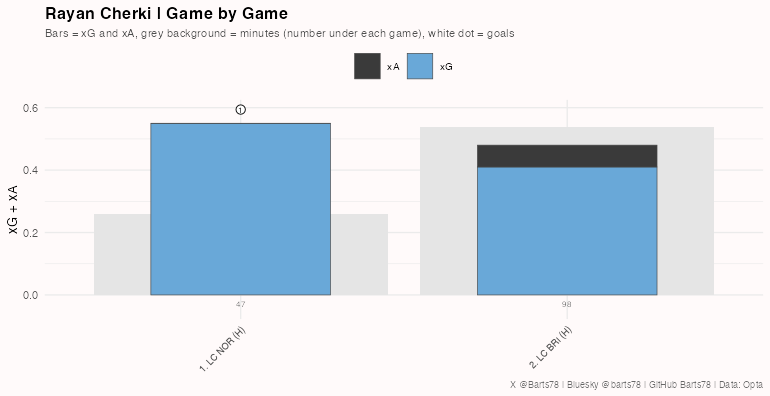 Rayan Cherki | Game by Game
Bars = xG and xA, grey background = minutes (number under each game), white dot = goals
xA xG
0.6
1
0.4
0.2
0.0
xG + xA
47 98
1. LC NOR (H) 2. LC BRI (H)
X @Barts78 | Bluesky @barts78 | GitHub Barts78 | Data: Opta